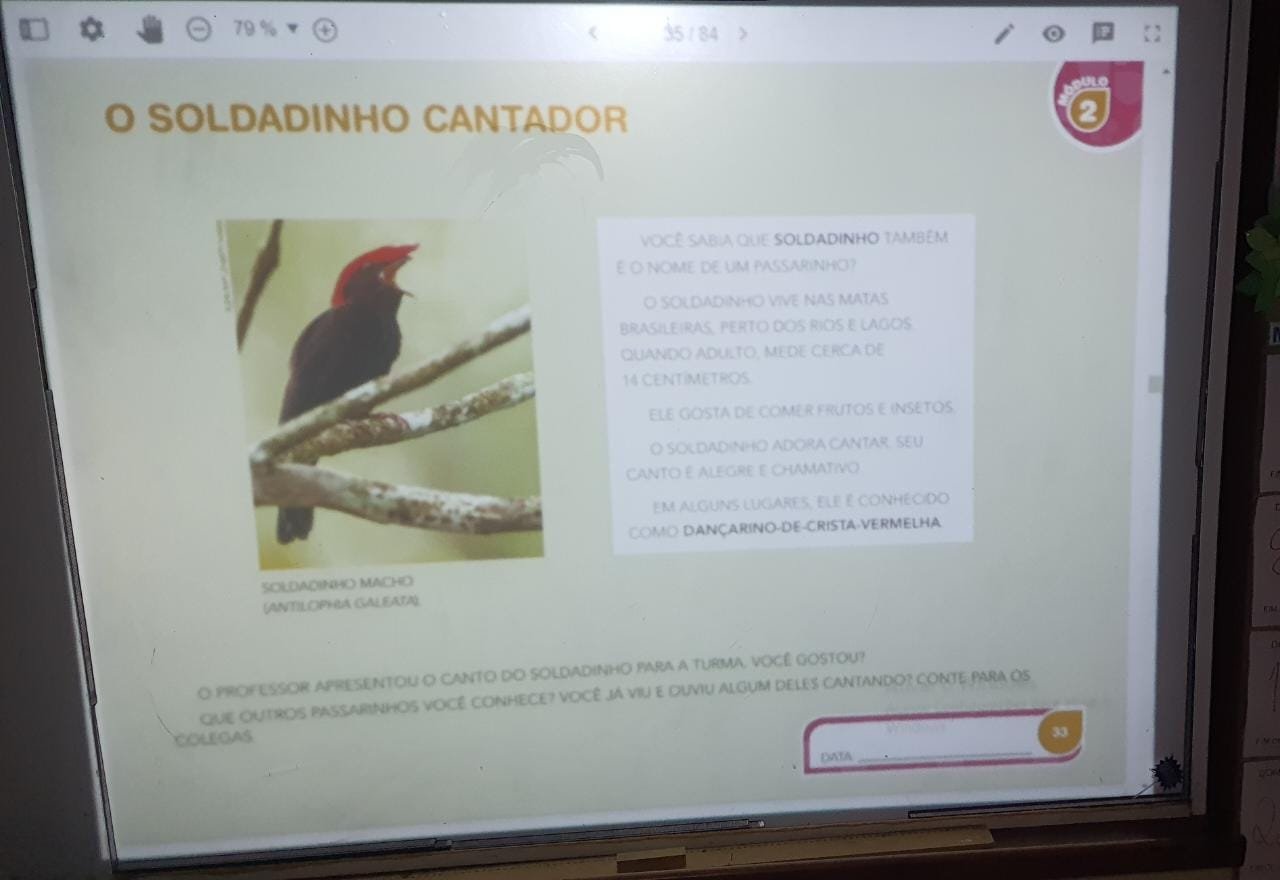 79 %
35 / 84
O SOLDADINHO CANTADOR
MÓDULO
2
VOCÊ SABIA QUE SOLDADINHO TAMBÉM
É O NOME DE UM PASSARINHO?
O SOLDADINHO VIVE NAS MATAS
BRASILEIRAS, PERTO DOS RIOS E LAGOS.
QUANDO ADULTO, MEDE CERCA DE
14 CENTÍMETROS.
ELE GOSTA DE COMER FRUTOS E INSETOS.
O SOLDADINHO ADORA CANTAR. SEU
CANTO É ALEGRE E CHAMATIVO.
EM ALGUNS LUGARES, ELE É CONHECIDO
COMO DANÇARINO-DE-CRISTA-VERMELHA.
SOLDADINHO MACHO
(ANTILOPHIA GALEATA).
O PROFESSOR APRESENTOU O CANTO DO SOLDADINHO PARA A TURMA. VOCÊ GOSTOU?
QUE OUTROS PASSARINHOS VOCÊ CONHECE? VOCÊ JÁ VIU E OUVIU ALGUM DELES CANTANDO? CONTE PARA OS
COLEGAS.
Windows.
33
DATA